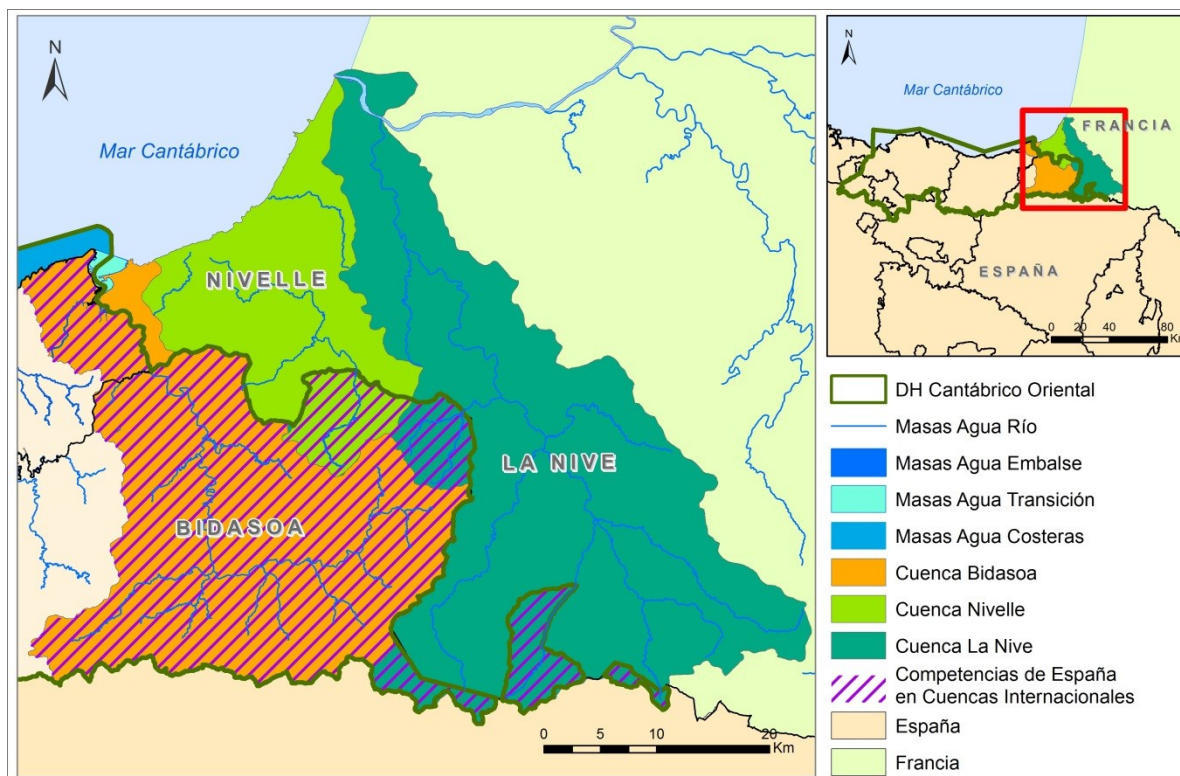 N
Mar Cantábrico
NIVELLE
LA NIVE
BIDASOA
0 5 10 20
Km
N
Mar Cantábrico
FRANCIA
ESPAÑA
0 20 40 80
Km
DH Cantábrico Oriental
Masas Agua Río
Masas Agua Embalse
Masas Agua Transición
Masas Agua Costeras
Cuenca Bidasoa
Cuenca Nivelle
Cuenca La Nive
Competencias de España
en Cuencas Internacionales
España
Francia